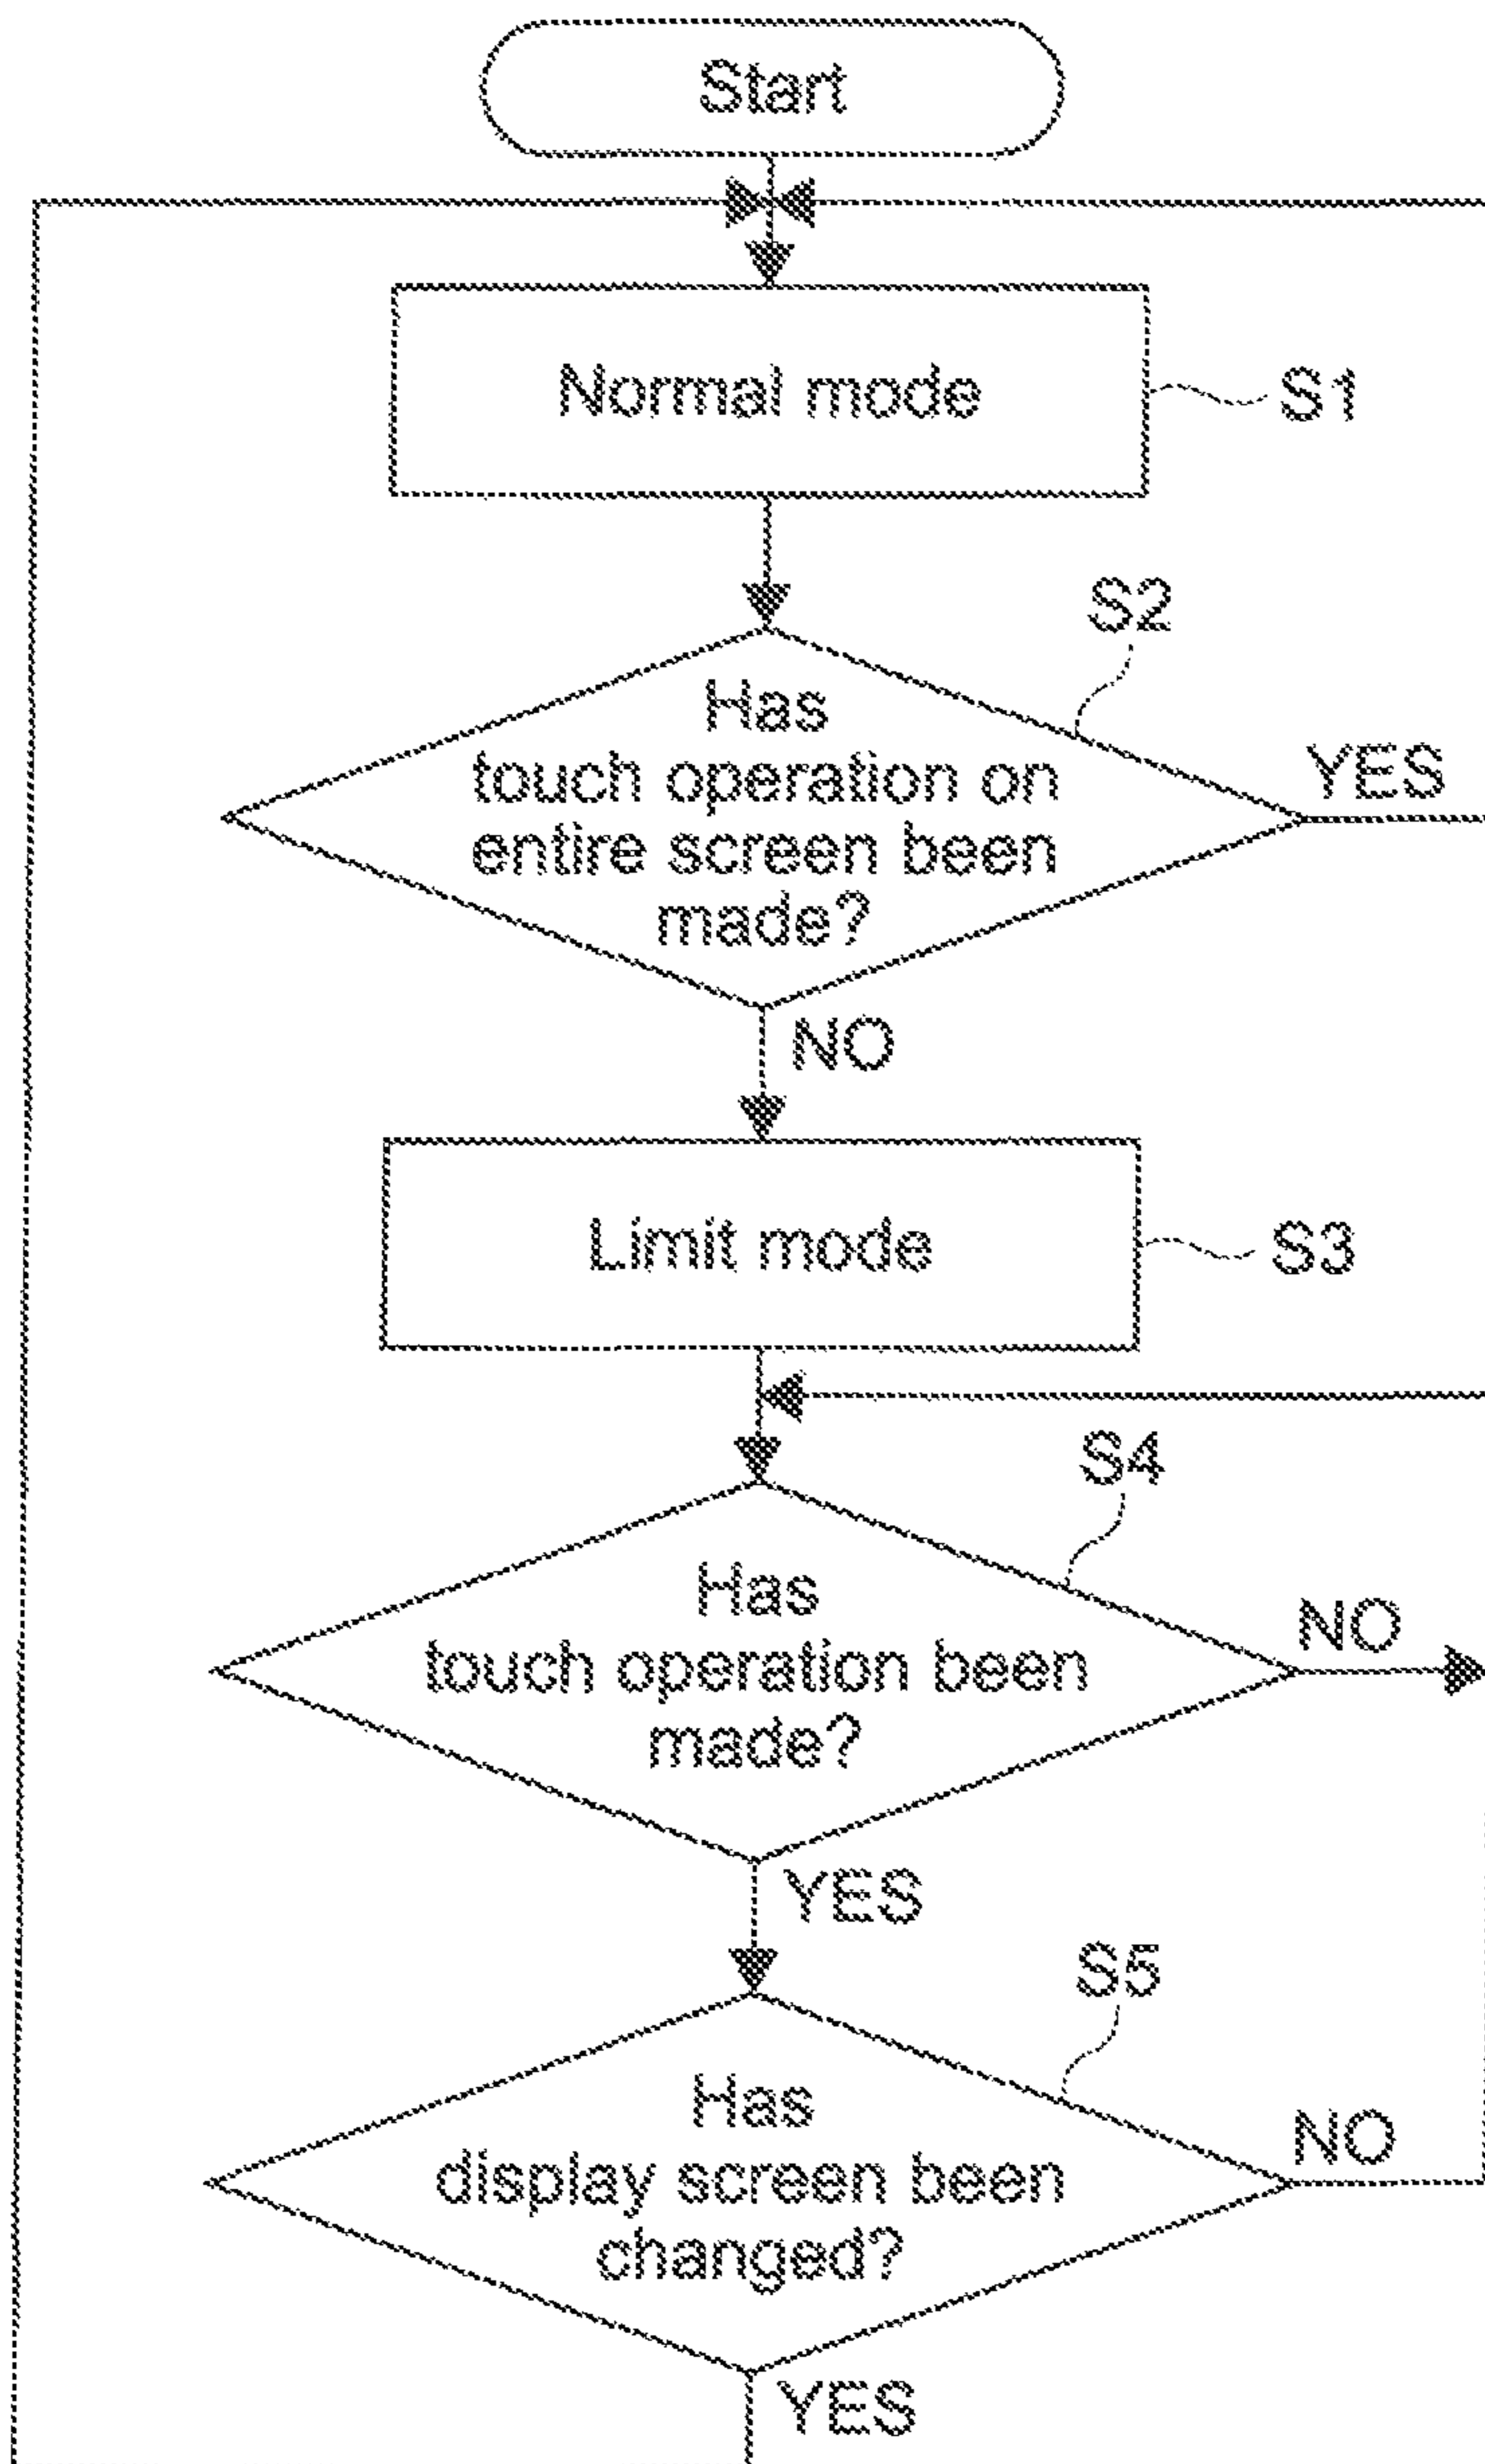 Start
Normal mode
S1
S2
Has
touch operation on
entire screen been
made?
YES
NO
Limit mode
S3
S4
Has
touch operation been
made?
NO
YES
S5
Has
display screen been
changed?
NO
YES